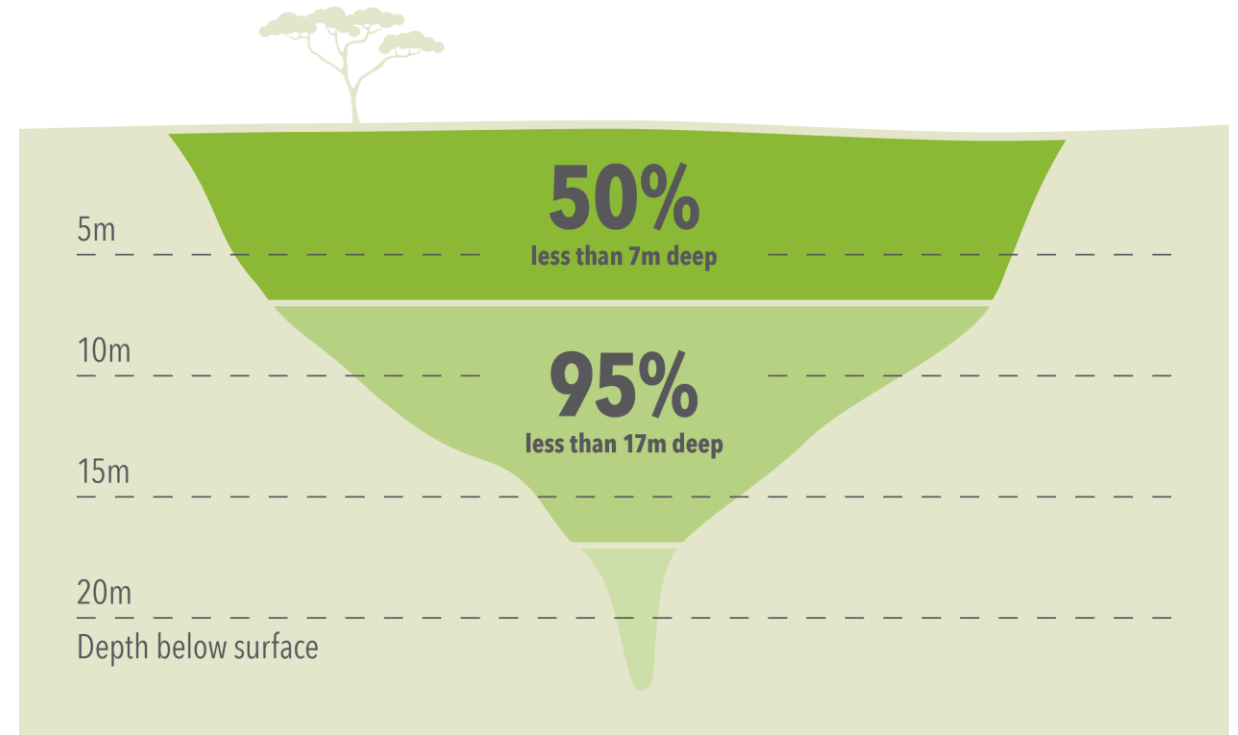 50%
less than 7m deep
5m
10m
95%
less than 17m deep
15m
20m
Depth below surface